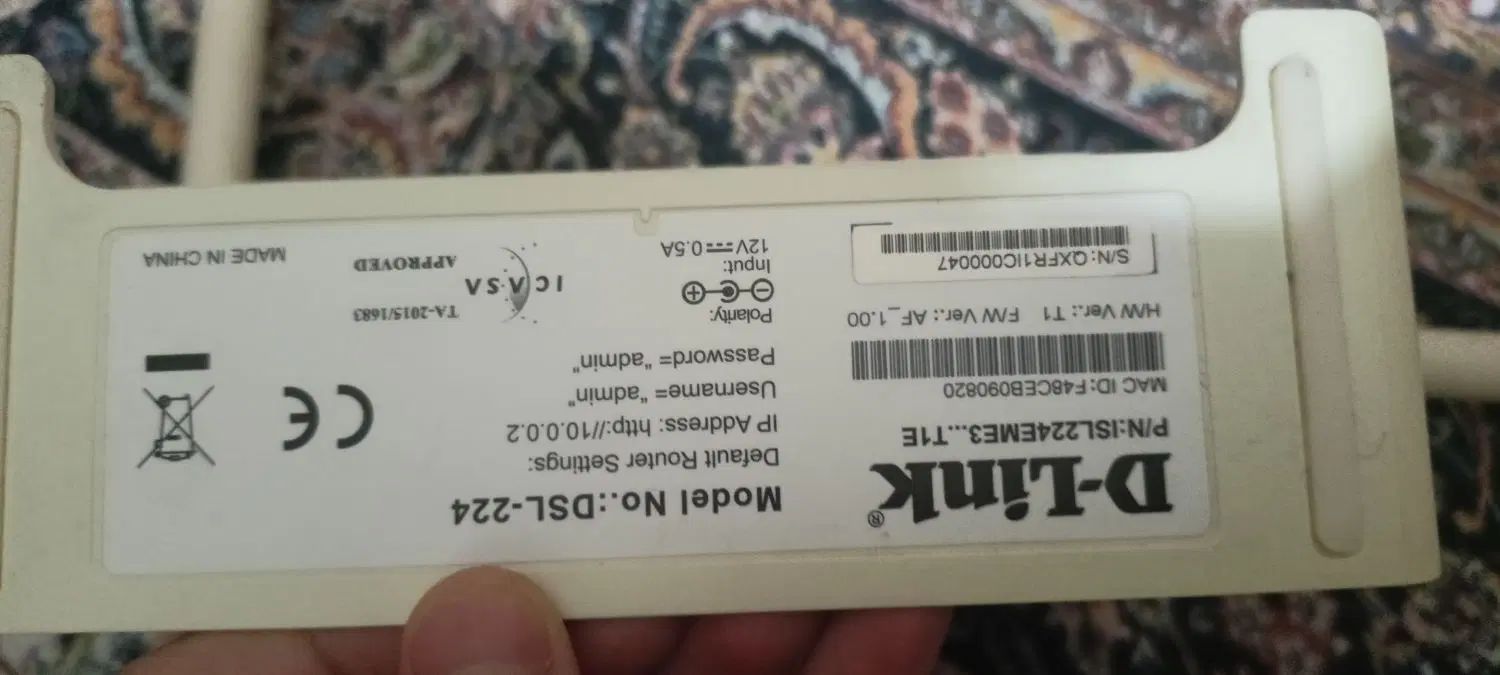 D-Link®
P/N:ISL224EME3...T1E
MAC ID:F48CEB090820
H/W Ver.: T1 F/W Ver.: AF_1.00
S/N:QXFR1IC000047
Model No.:DSL-224
Default Router Settings:
IP Address: http://10.0.0.2
Username= "admin"
Password= "admin"
Polarity:
Input:
12V 0.5A
CE
TA-2015/1683
ICASA
APPROVED
MADE IN CHINA